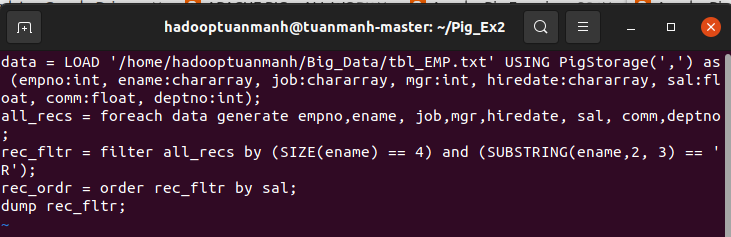 hadooptuanmanh@tuanmanh-master: ~/Pig_Ex2
data = LOAD '/home/hadooptuanmanh/Big_Data/tbl_EMP.txt' USING PigStorage(',') as
 (empno:int, ename:chararray, job:chararray, mgr:int, hiredate:chararray, sal:fl
oat, comm:float, deptno:int);
all_recs = foreach data generate empno,ename, job,mgr,hiredate, sal, comm,deptno
;
rec_fltr = filter all_recs by (SIZE(ename) == 4) and (SUBSTRING(ename,2, 3) == '
R');
rec_ordr = order rec_fltr by sal;
dump rec_fltr;
~